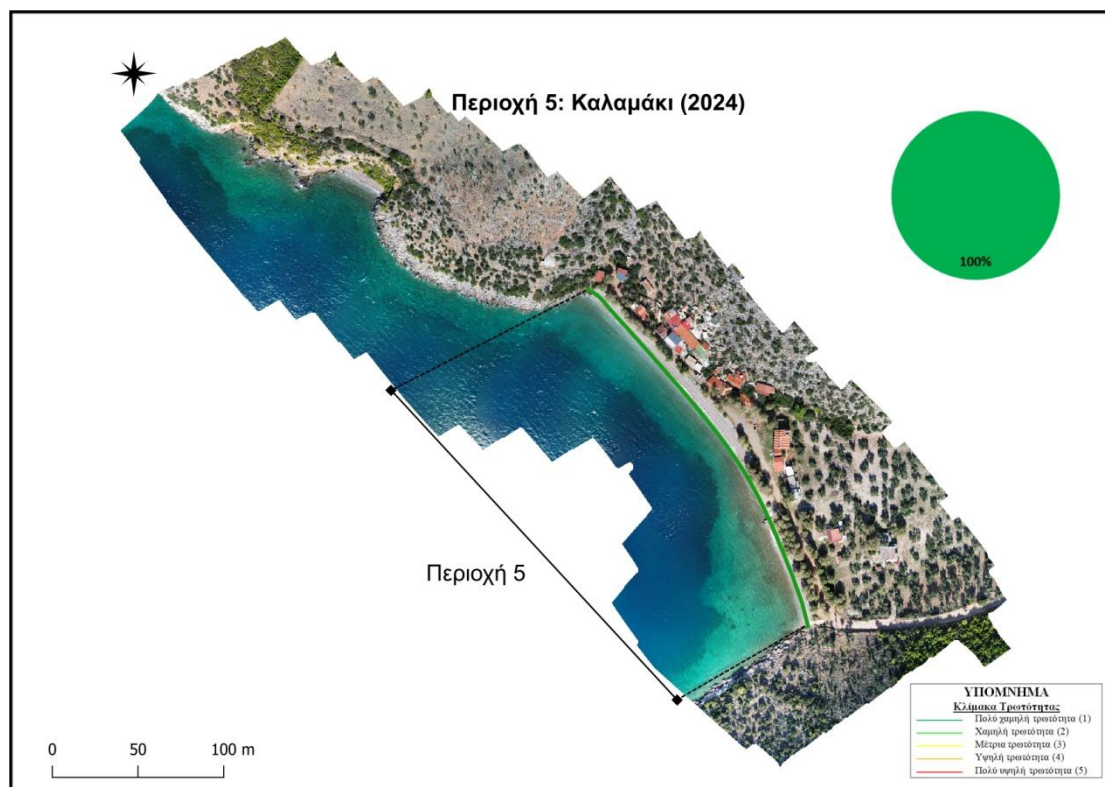 Περιοχή 5: Καλαμάκι (2024)
100%
Περιοχή 5
0 50 100 m
ΥΠΟΜΝΗΜΑ
Κλίμακα Τρωτότητας
Πολύ χαμηλή τρωτότητα (1)
Χαμηλή τρωτότητα (2)
Μέτρια τρωτότητα (3)
Υψηλή τρωτότητα (4)
Πολύ υψηλή τρωτότητα (5)